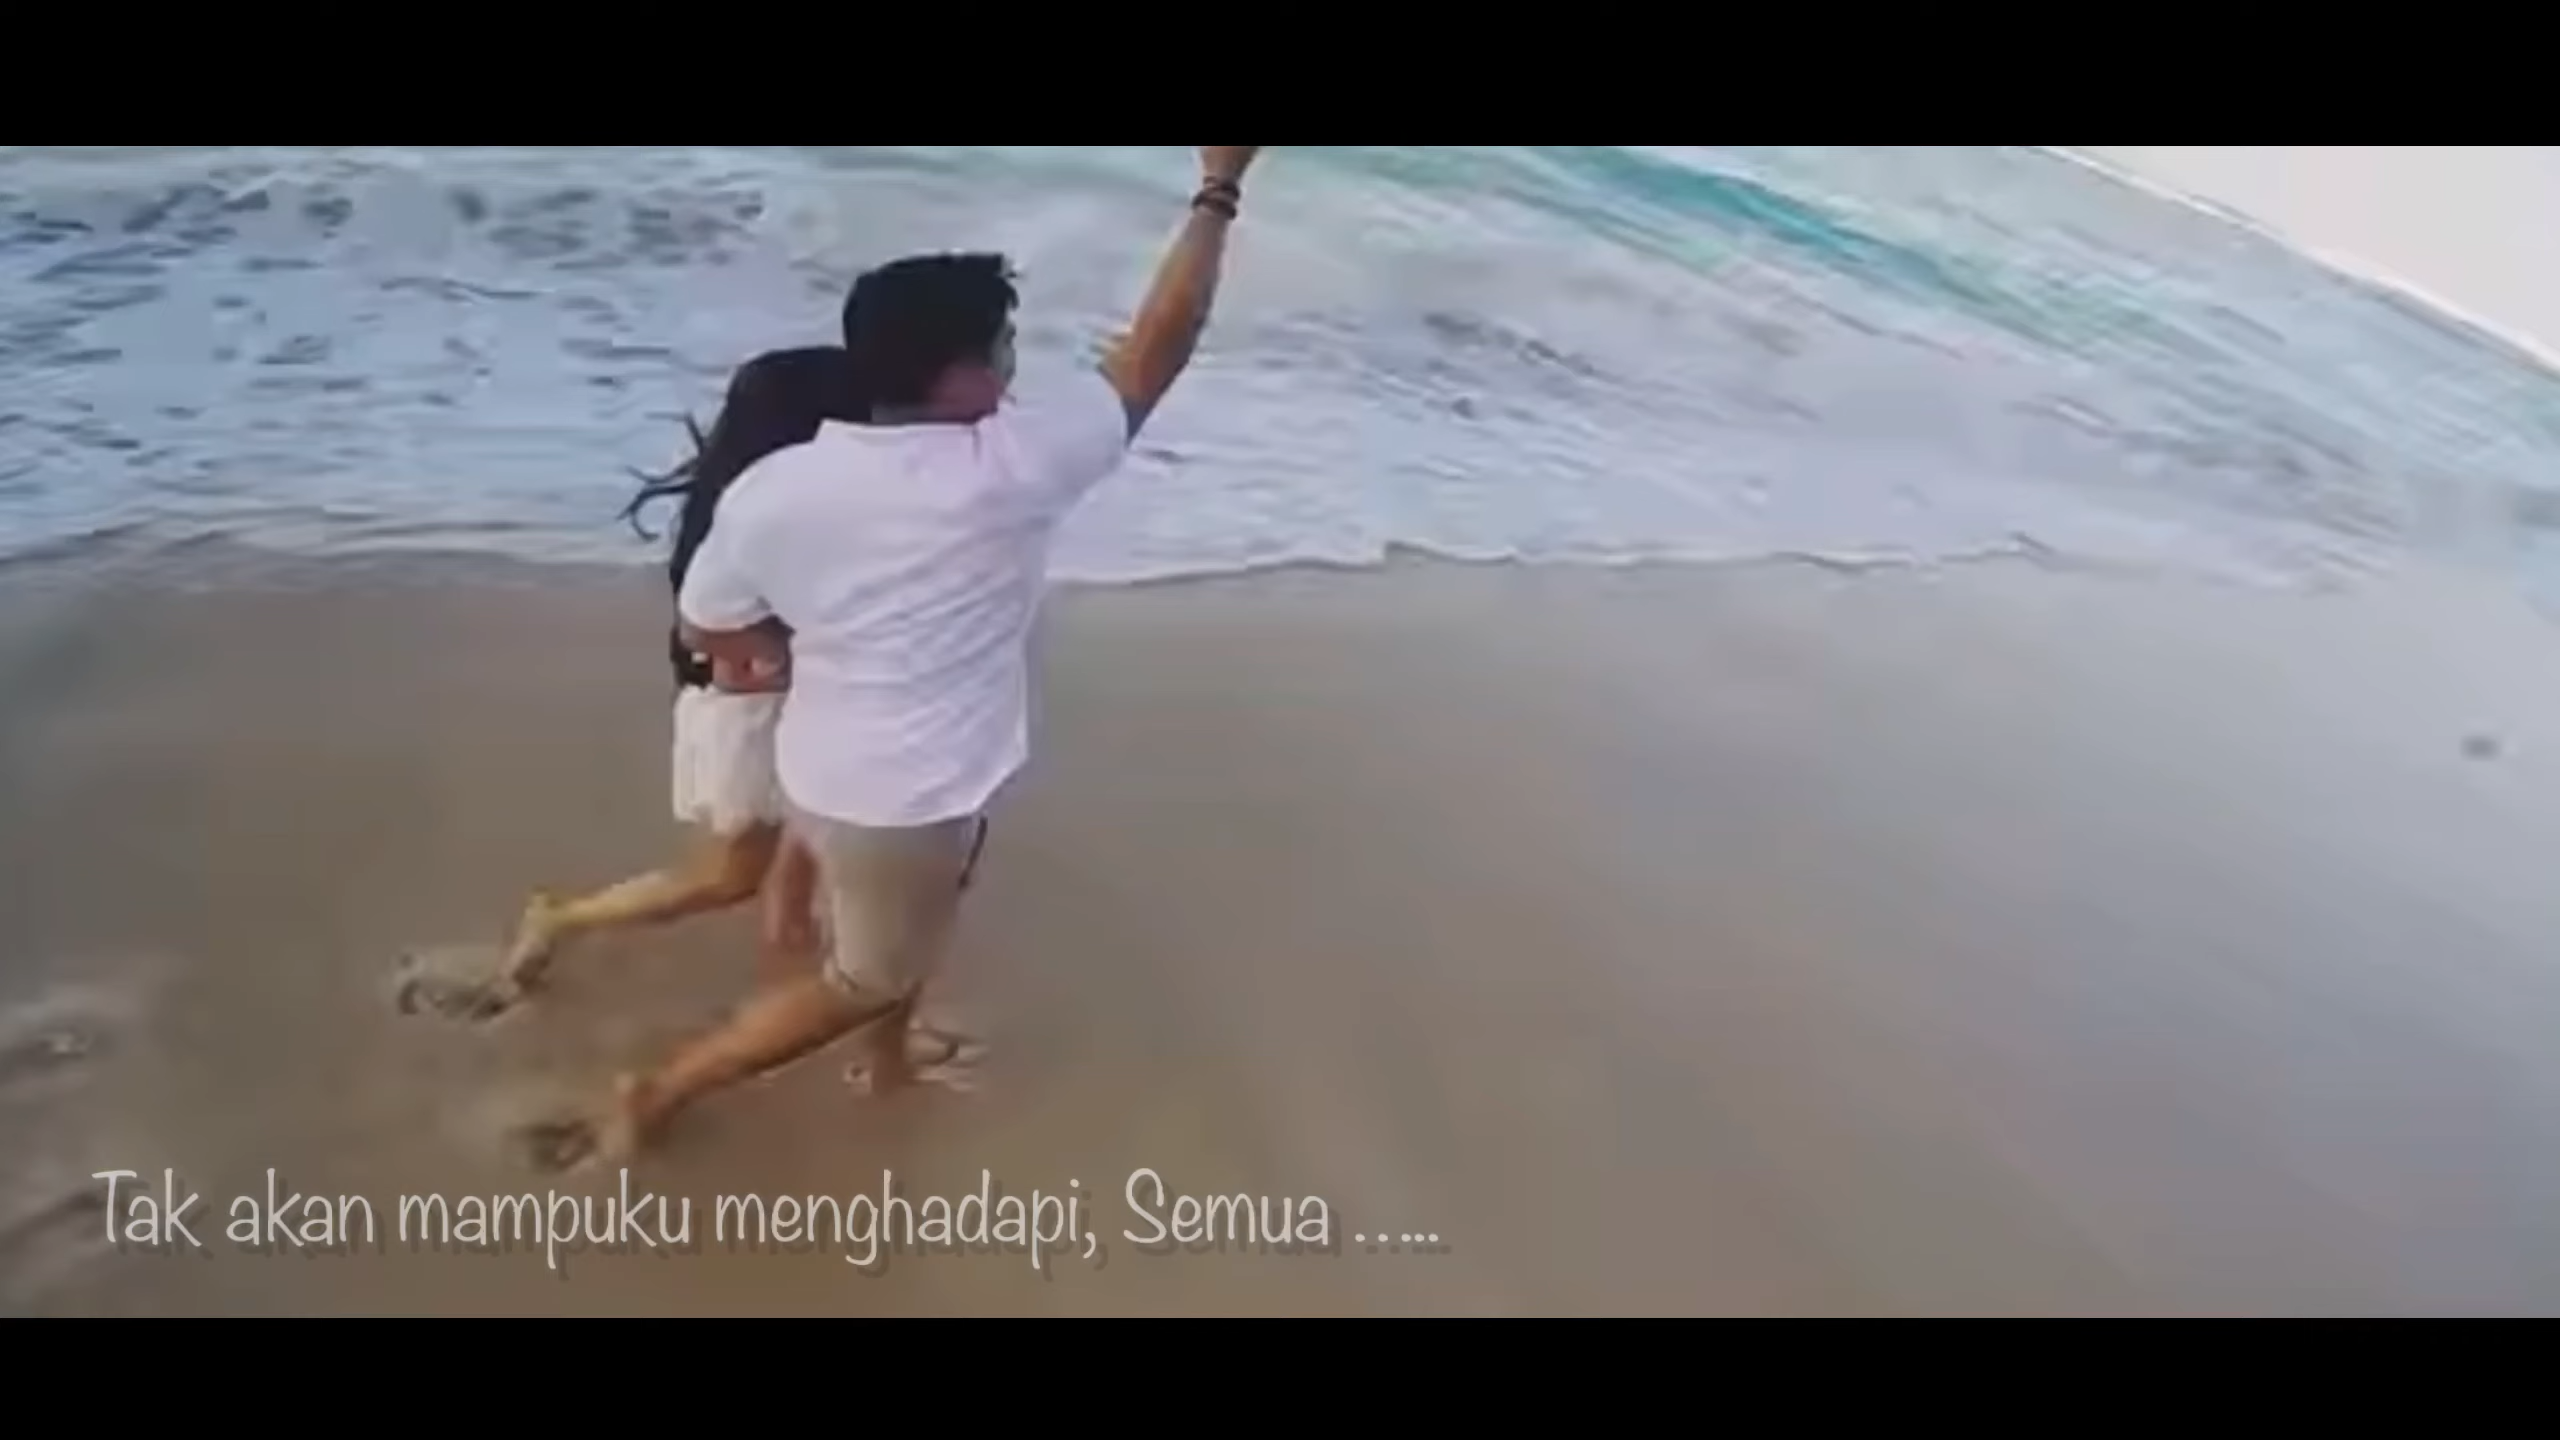 Tak akan mampuku menghadapi, Semua ......